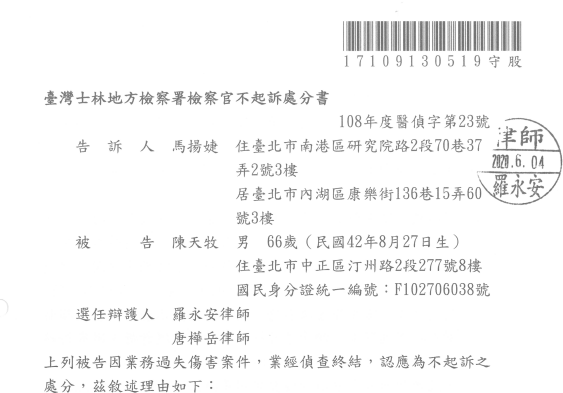 17109130519守股
臺灣士林地方檢察署檢察官不起訴處分書
108年度醫偵字第23號
告訴人 馬揚婕 住臺北市南港區研究院路2段70巷37
弄2號3樓
居臺北市內湖區康樂街136巷15弄60
號3樓
被告 陳天牧 男 66歲(民國42年8月27日生)
住臺北市中正區汀州路2段277號8樓
國民身分證統一編號:F102706038號
選任辯護人 羅永安律師
唐樺岳律師
上列被告因業務過失傷害案件,業經偵查終結,認應為不起訴之
處分,茲敘述理由如下:
律師
2020.6.04
羅永安